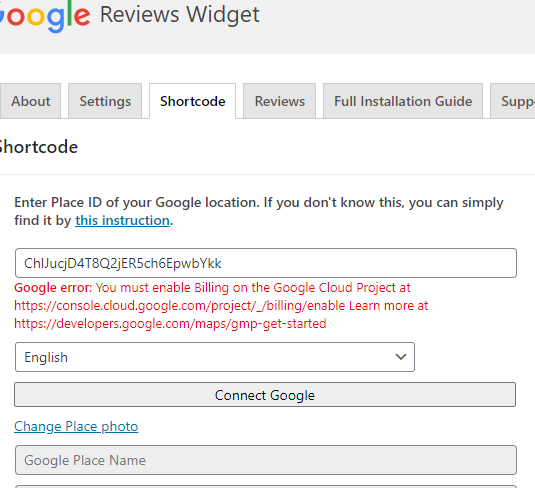 Google Reviews Widget
About Settings Shortcode Reviews Full Installation Guide Supp
Shortcode
Enter Place ID of your Google location. If you don't know this, you can simply
find it by this instruction.
ChIJucjD4T8Q2jER5ch6EpwbYkk
Google error: You must enable Billing on the Google Cloud Project at
https://console.cloud.google.com/project/_/billing/enable Learn more at
https://developers.google.com/maps/gmp-get-started
English
Connect Google
Change Place photo
Google Place Name